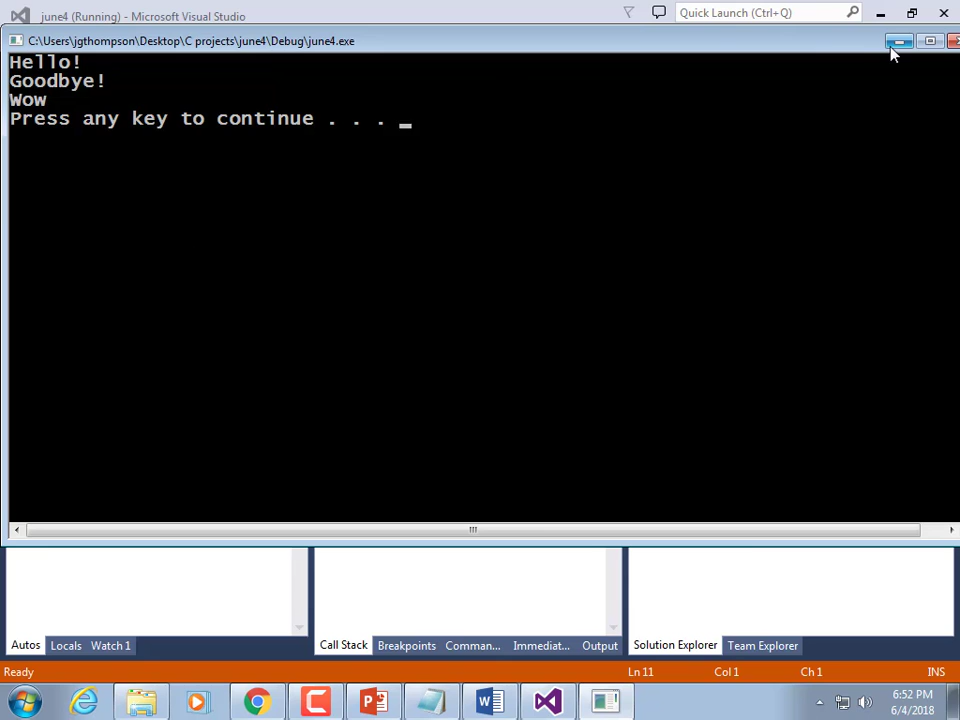 june4 (Running) - Microsoft Visual Studio
Quick Launch (Ctrl+Q)
C:\Users\jgthompson\Desktop\C projects\june4\Debug\june4.exe
Hello!
Goodbye!
Wow
Press any key to continue . . . _
Autos Locals Watch 1
Call Stack Breakpoints Comman... Immediat... Output
Solution Explorer Team Explorer
Ready Ln 11 Col 1 Ch 1 INS
6:52 PM
6/4/2018